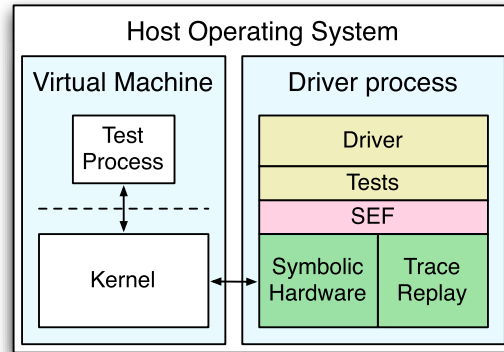 Host Operating System
Virtual Machine
Test
Process
Kernel
Driver process
Driver
Tests
SEF
Symbolic
Hardware
Trace
Replay